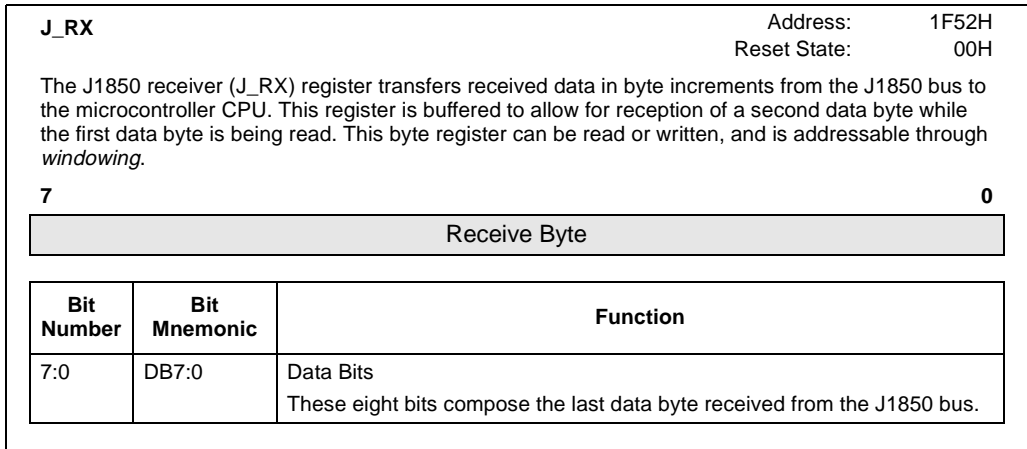 J_RX Address: 1F52H
Reset State: 00H
The J1850 receiver (J_RX) register transfers received data in byte increments from the J1850 bus to
the microcontroller CPU. This register is buffered to allow for reception of a second data byte while
the first data byte is being read. This byte register can be read or written, and is addressable through
windowing.
7 0
Receive Byte
Bit Number Bit Mnemonic Function
7:0 DB7:0 Data Bits
These eight bits compose the last data byte received from the J1850 bus.